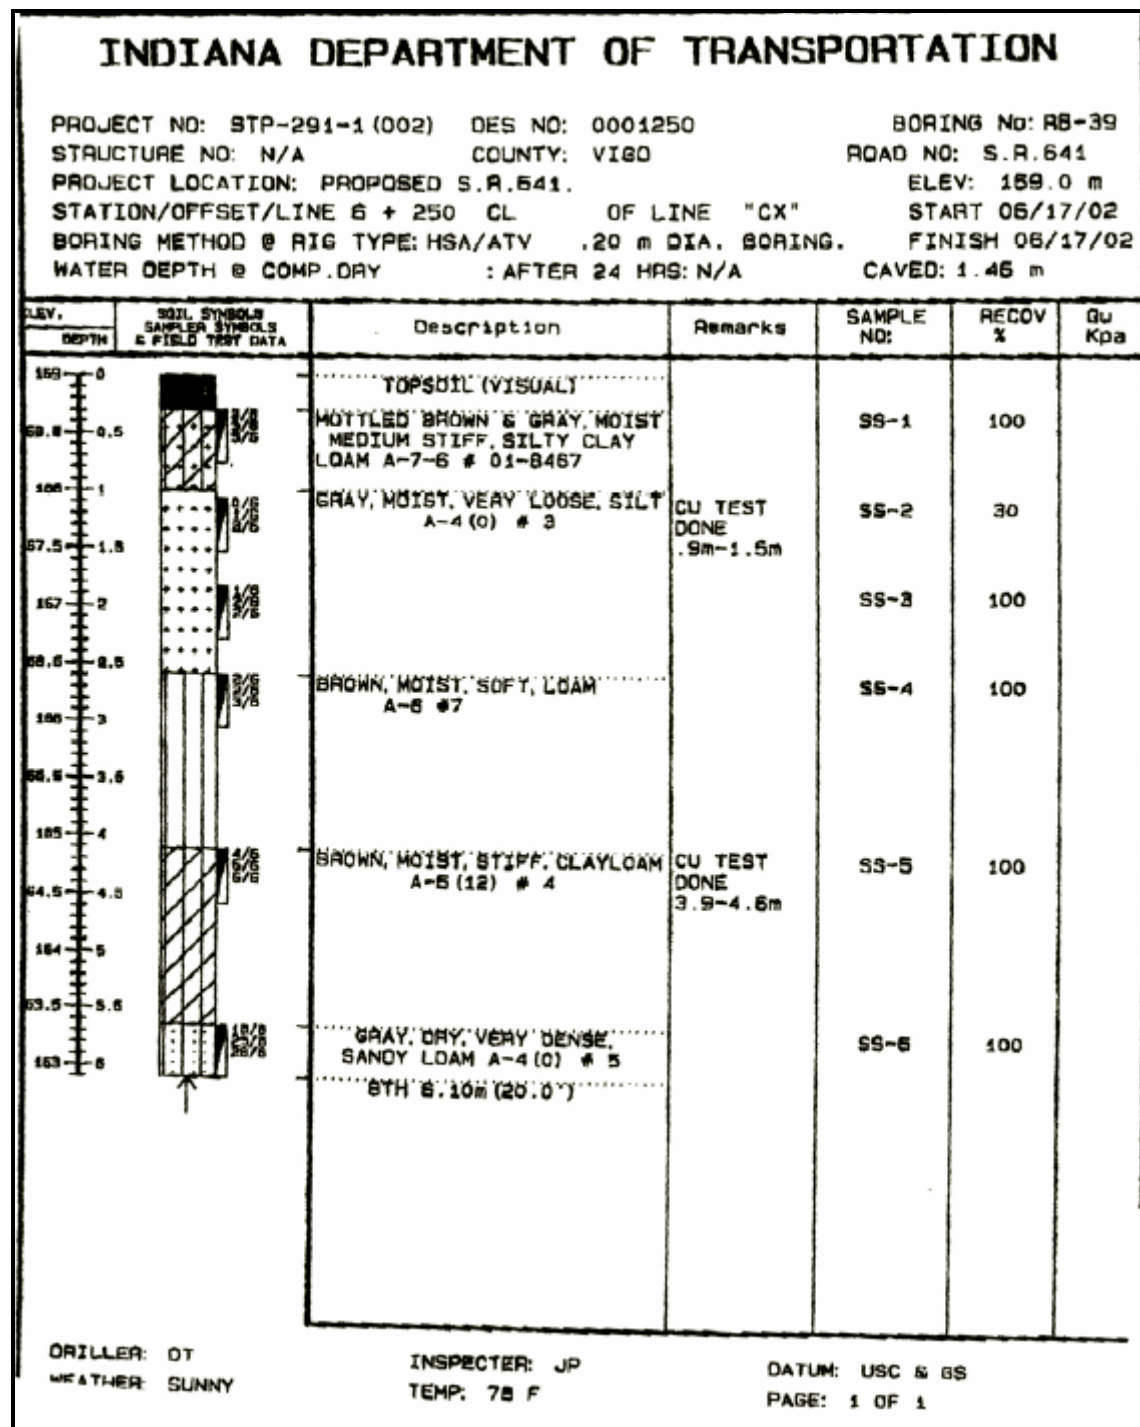 INDIANA DEPARTMENT OF TRANSPORTATION
PROJECT NO: STP-291-1(002) DES NO: 0001250 BORING No: RB-39
STRUCTURE NO: N/A COUNTY: VIGO ROAD NO: S.R.641
PROJECT LOCATION: PROPOSED S.R.641. ELEV: 169.0 m
STATION/OFFSET/LINE 6 + 250 CL OF LINE "CX" START 06/17/02
BORING METHOD @ RIG TYPE: HSA/ATV .20 m DIA. BORING. FINISH 06/17/02
WATER DEPTH @ COMP.DRY : AFTER 24 HRS: N/A CAVED: 1.46 m
LEV. DEPTH SOIL SYMBOLS SAMPLER SYMBOLS & FIELD TEST DATA Description Remarks SAMPLE NO: RECOV % Qu Kpa
169 0 TOPSOIL (VISUAL)
0.5 MOTTLED BROWN & GRAY, MOIST SS-1 100
MEDIUM STIFF, SILTY CLAY
LOAM A-7-6 # 01-8467
1 GRAY, MOIST, VERY LOOSE, SILT CU TEST SS-2 30
A-4(0) # 3 DONE
67.5 1.5 .9m-1.5m
167 2 SS-3 100
2.5
BROWN, MOIST, SOFT, LOAM SS-4 100
A-6 #7
3
3.5
165 4
BROWN, MOIST, STIFF, CLAYLOAM CU TEST SS-5 100
64.5 4.5 A-6(12) # 4 DONE
3.9-4.6m
164 5
63.5 5.5
GRAY, DRY, VERY DENSE, SS-6 100
163 6 SANDY LOAM A-4(0) # 5
BTH 6.10m(20.0')
DRILLER: DT INSPECTER: JP DATUM: USC & GS
WEATHER: SUNNY TEMP: 78 F PAGE: 1 OF 1